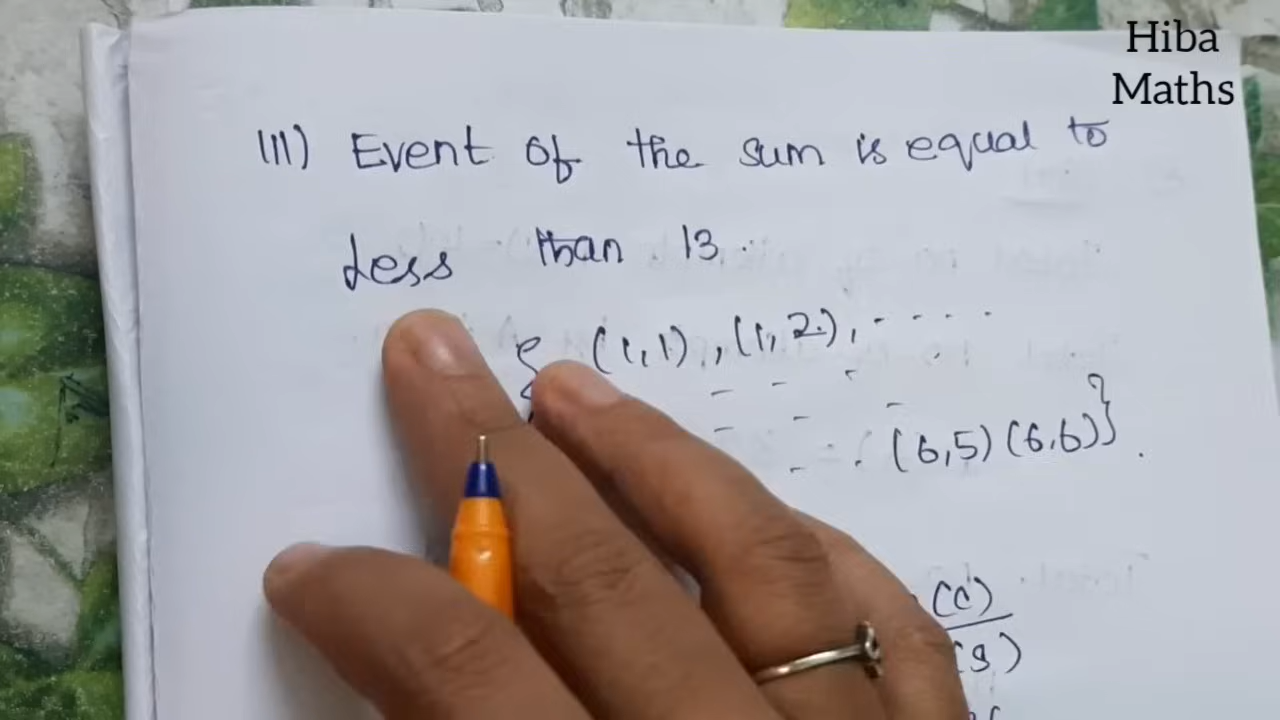 Hiba
Maths
III) Event of the sum is equal to
Less than 13.
{ (1,1), (1,2), .....
(6,5) (6,6)}.
(C)
(S)